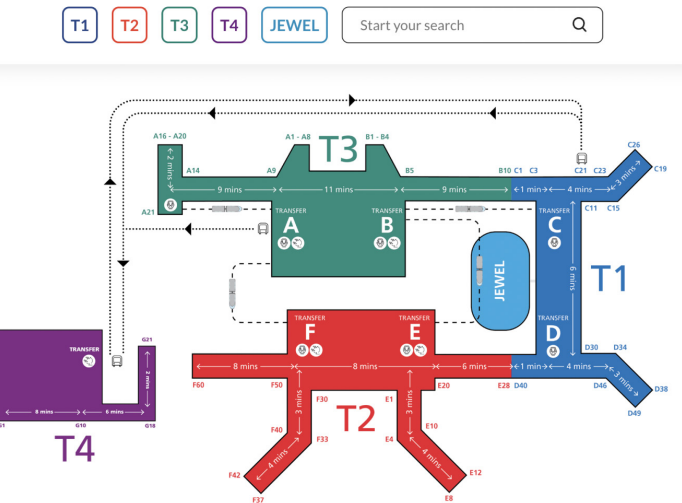 T1
T2
T3
T4
JEWEL
Start your search
A16 - A20
A1 - A8
T3
B1 - B4
C26
C19
2 mins
A14
A9
B5
B10
C1
C3
C21
C23
3 mins
9 mins
11 mins
9 mins
1 min
4 mins
A21
C11
C15
TRANSFER
A
TRANSFER
B
TRANSFER
C
JEWEL
6 mins
T1
TRANSFER
F
TRANSFER
E
TRANSFER
D
D30
D34
TRANSFER
G21
2 mins
8 mins
8 mins
6 mins
1 min
4 mins
3 mins
D38
F60
F50
E20
E28
D40
D46
D49
3 mins
F30
E1
3 mins
8 mins
6 mins
G1
G10
G18
T4
F40
F33
T2
E4
E10
4 mins
4 mins
F42
F37
E12
E8